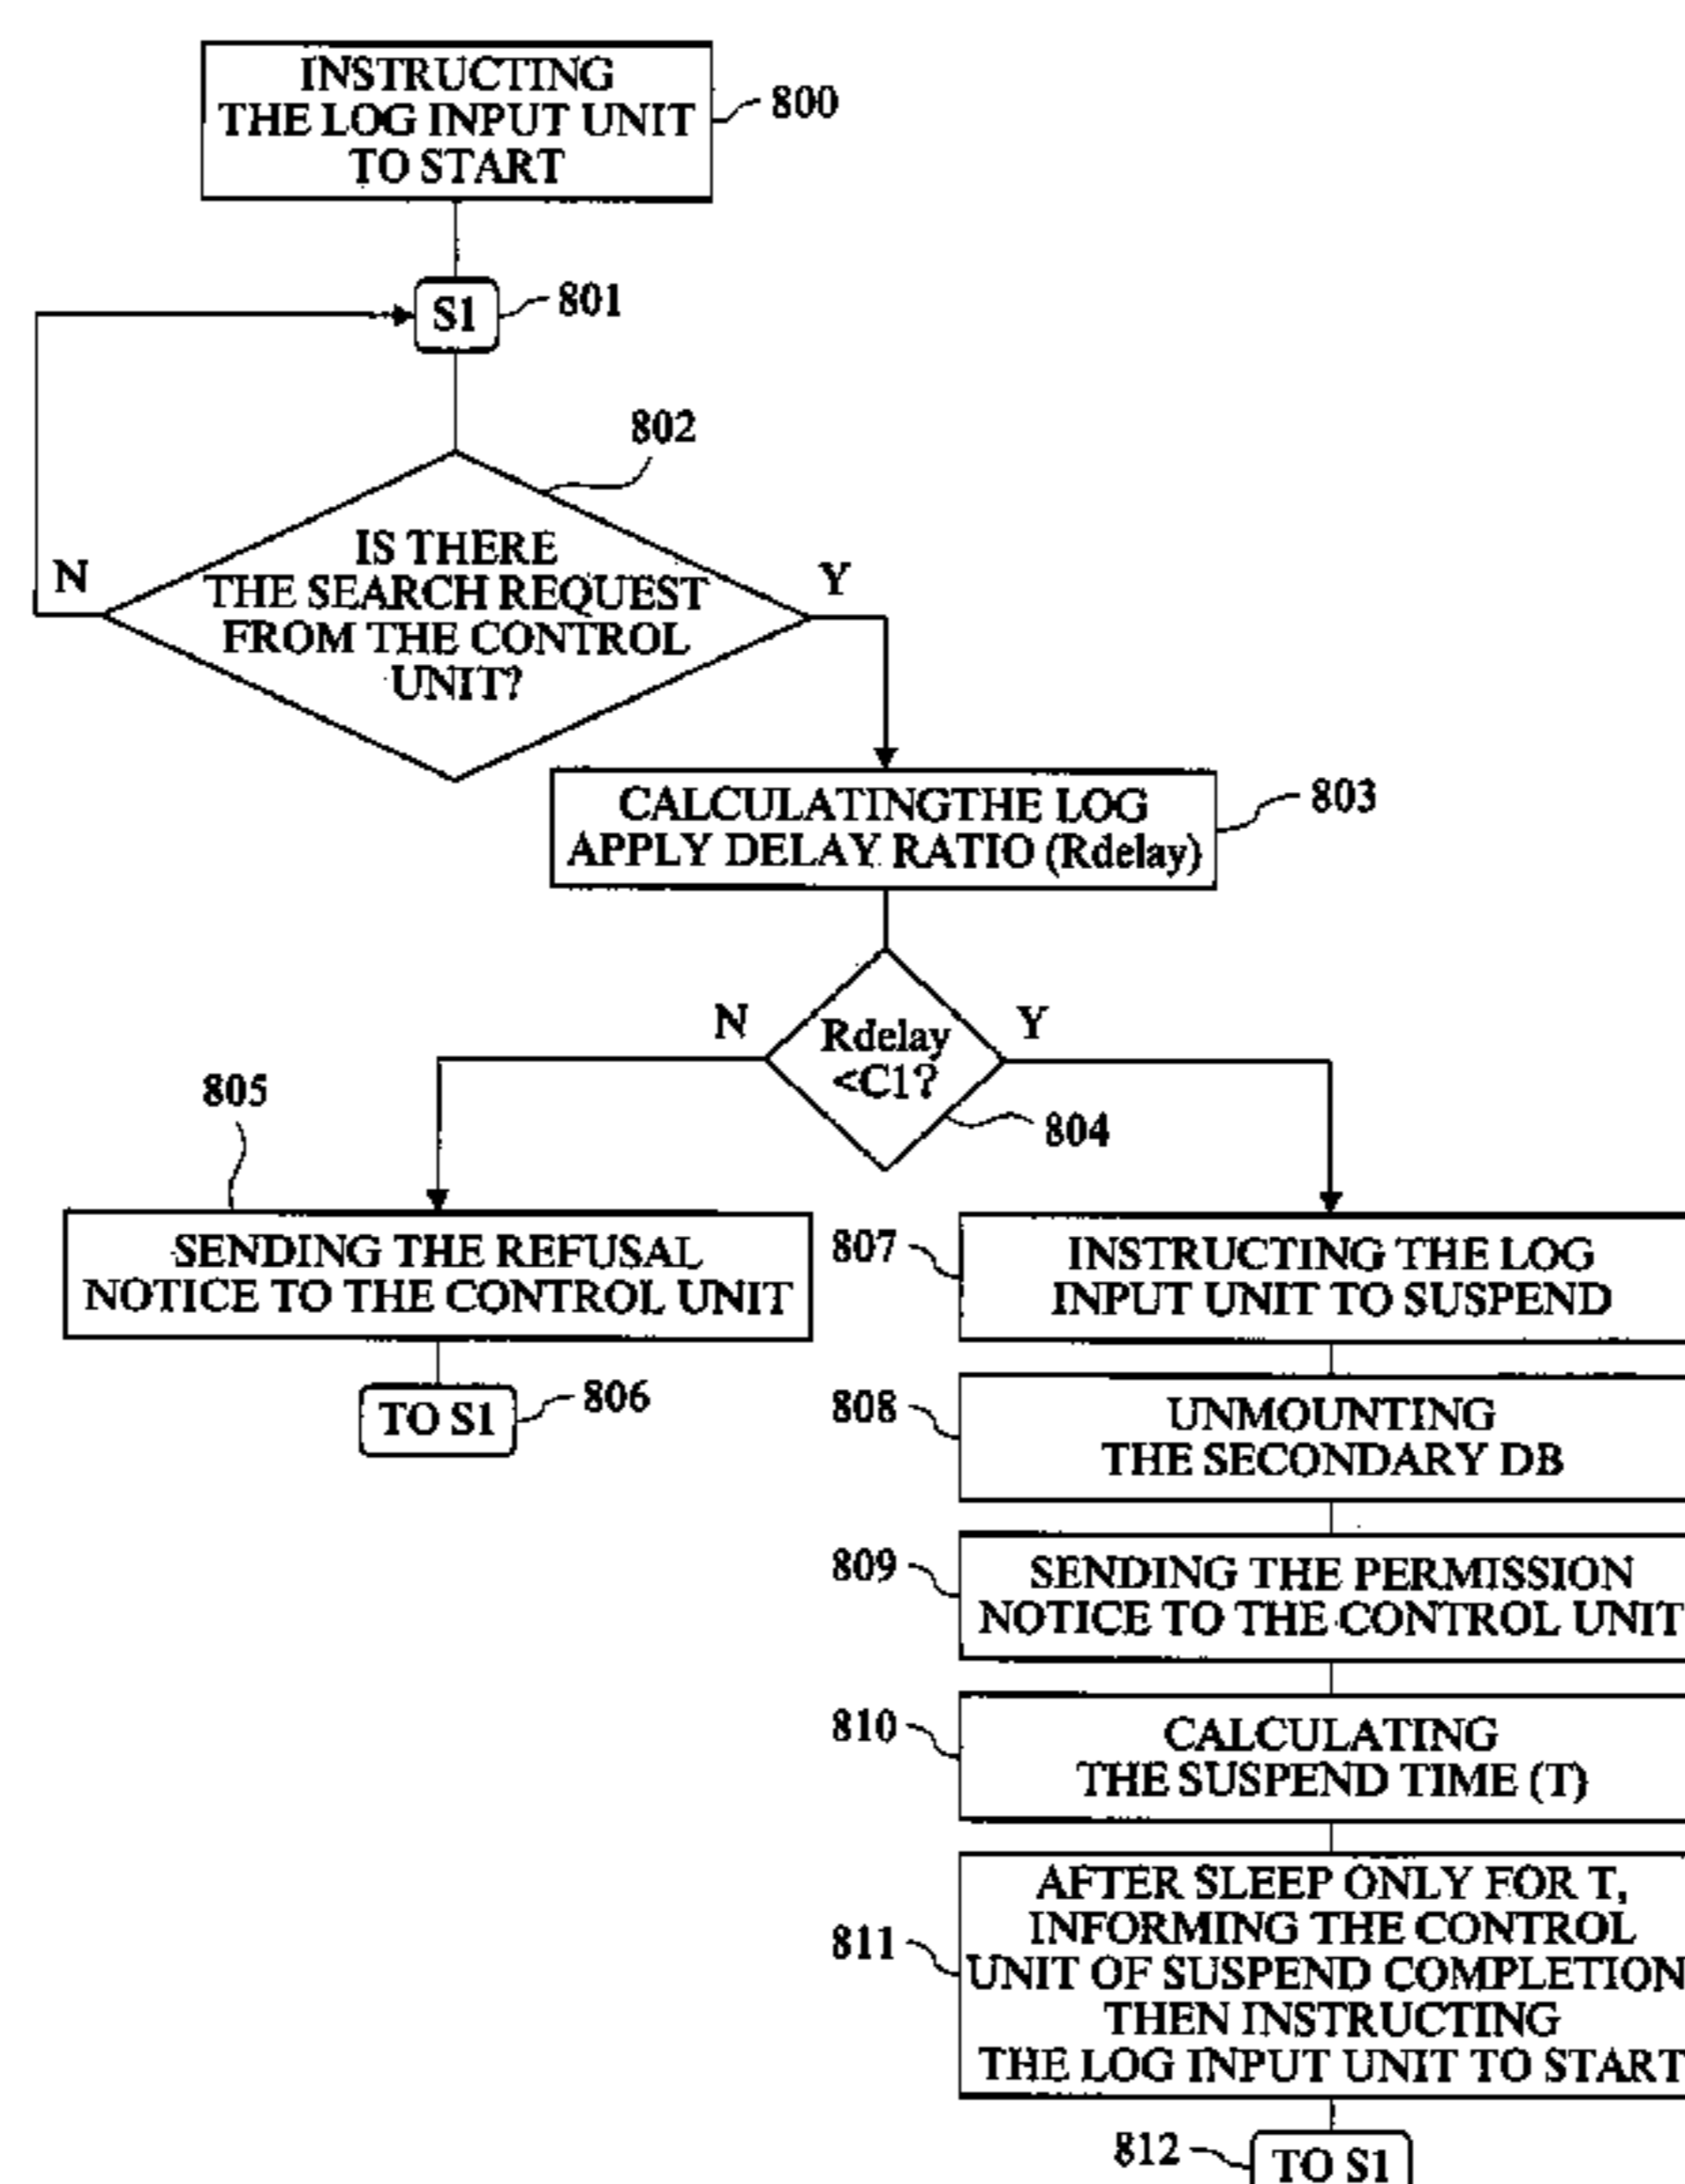 INSTRUCTING
THE LOG INPUT UNIT
TO START
800
S1
801
802
IS THERE
THE SEARCH REQUEST
FROM THE CONTROL
UNIT?
N
Y
CALCULATINGTHE LOG
APPLY DELAY RATIO (Rdelay)
803
Rdelay
<C1?
N
Y
804
805
SENDING THE REFUSAL
NOTICE TO THE CONTROL UNIT
TO S1
806
807
INSTRUCTING THE LOG
INPUT UNIT TO SUSPEND
808
UNMOUNTING
THE SECONDARY DB
809
SENDING THE PERMISSION
NOTICE TO THE CONTROL UNIT
810
CALCULATING
THE SUSPEND TIME (T)
811
AFTER SLEEP ONLY FOR T,
INFORMING THE CONTROL
UNIT OF SUSPEND COMPLETION
THEN INSTRUCTING
THE LOG INPUT UNIT TO START
812
TO S1